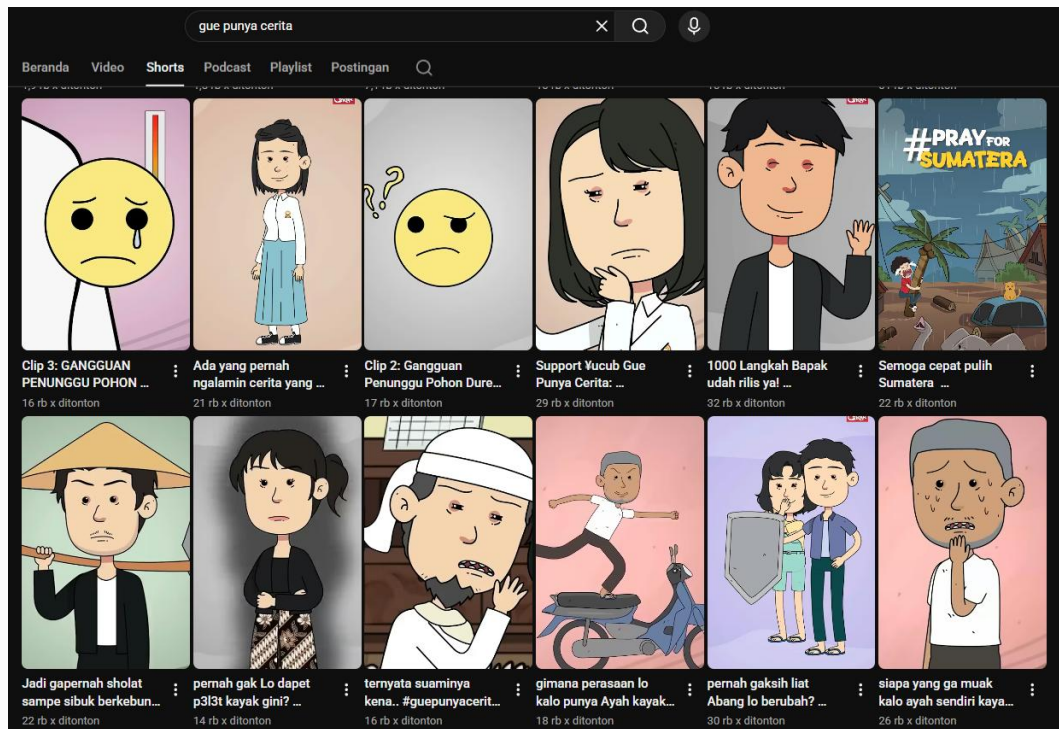 gue punya cerita
Beranda Video Shorts Podcast Playlist Postingan
#PRAY FOR
SUMATERA
Clip 3: GANGGUAN
PENUNGGU POHON ...
16 rb x ditonton
Ada yang pernah
ngalamin cerita yang ...
21 rb x ditonton
Clip 2: Gangguan
Penunggu Pohon Dure...
17 rb x ditonton
Support ¥ucub Gue
Punya Cerita: ...
29 rb x ditonton
1000 Langkah Bapak
udah rilis ya! ...
32 rb x ditonton
Semoga cepat pulih
Sumatera ...
22 rb x ditonton
Jadi gapernah sholat
sampe sibuk berkebun...
22 rb x ditonton
pernah gak Lo dapet
p3l3t kayak gini? ...
14 rb x ditonton
ternyata suaminya
kena.. #guepunyacerit...
16 rb x ditonton
gimana perasaan lo
kalo punya Ayah kayak...
18 rb x ditonton
pernah gaksih liat
Abang lo berubah? ...
30 rb x ditonton
siapa yang ga muak
kalo ayah sendiri kaya...
26 rb x ditonton